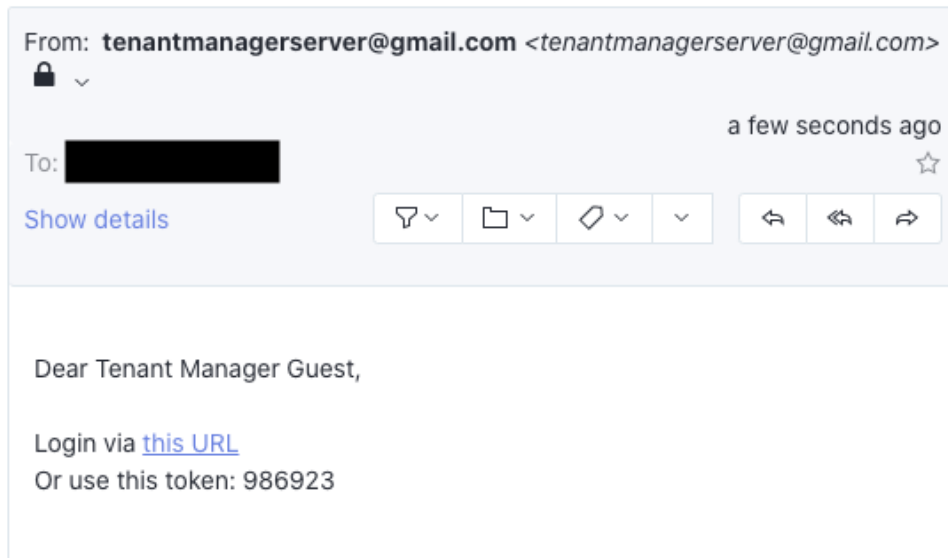 From: tenantmanagerserver@gmail.com <tenantmanagerserver@gmail.com>
a few seconds ago
To:
Show details
Dear Tenant Manager Guest,
Login via this URL
Or use this token: 986923